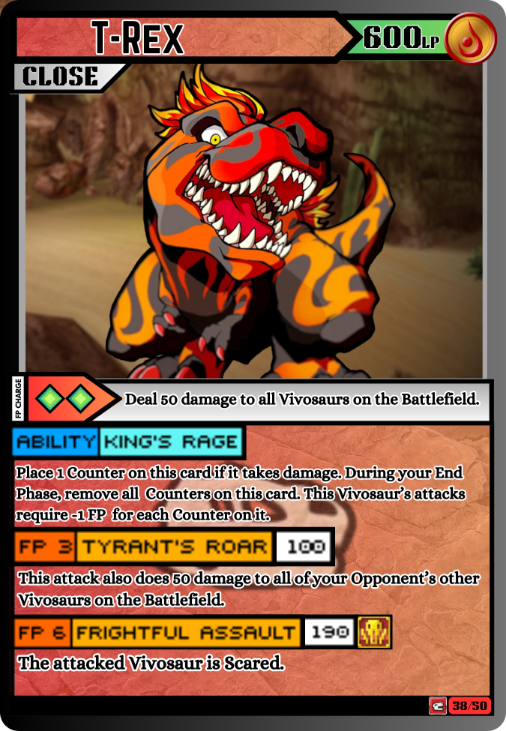 T-Rex
600LP
CLOSE
FP CHARGE
Deal 50 damage to all Vivosaurs on the Battlefield.
ABILITY KING'S RAGE
Place 1 Counter on this card if it takes damage. During your End
Phase, remove all Counters on this card. This Vivosaur's attacks
require -1 FP for each Counter on it.
FP 3 TYRANT'S ROAR 100
This attack also does 50 damage to all of your Opponent's other
Vivosaurs on the Battlefield.
FP 6 FRIGHTFUL ASSAULT 190
The attacked Vivosaur is Scared.
38/50